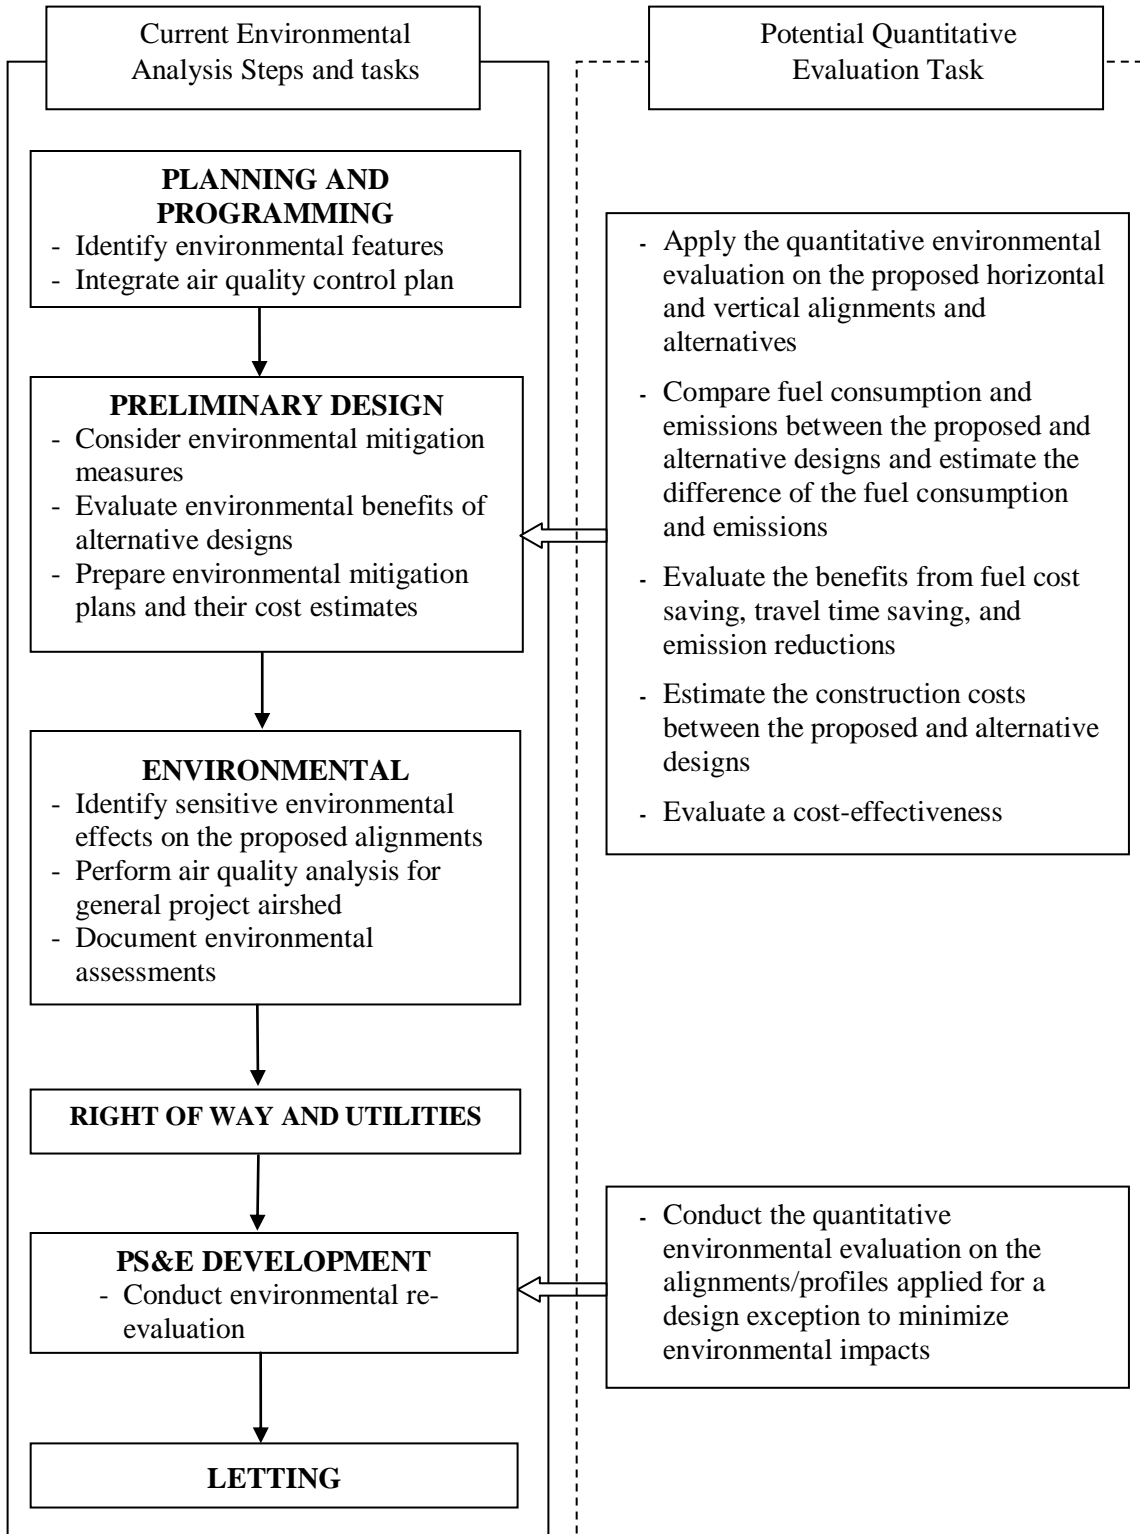 Current Environmental
Analysis Steps and tasks
Potential Quantitative
Evaluation Task
PLANNING AND
PROGRAMMING
- Identify environmental features
- Integrate air quality control plan
PRELIMINARY DESIGN
- Consider environmental mitigation
measures
- Evaluate environmental benefits of
alternative designs
- Prepare environmental mitigation
plans and their cost estimates
- Apply the quantitative environmental
evaluation on the proposed horizontal
and vertical alignments and
alternatives
- Compare fuel consumption and
emissions between the proposed and
alternative designs and estimate the
difference of the fuel consumption
and emissions
- Evaluate the benefits from fuel cost
saving, travel time saving, and
emission reductions
- Estimate the construction costs
between the proposed and alternative
designs
- Evaluate a cost-effectiveness
ENVIRONMENTAL
- Identify sensitive environmental
effects on the proposed alignments
- Perform air quality analysis for
general project airshed
- Document environmental
assessments
RIGHT OF WAY AND UTILITIES
PS&E DEVELOPMENT
- Conduct environmental re-
evaluation
- Conduct the quantitative
environmental evaluation on the
alignments/profiles applied for a
design exception to minimize
environmental impacts
LETTING